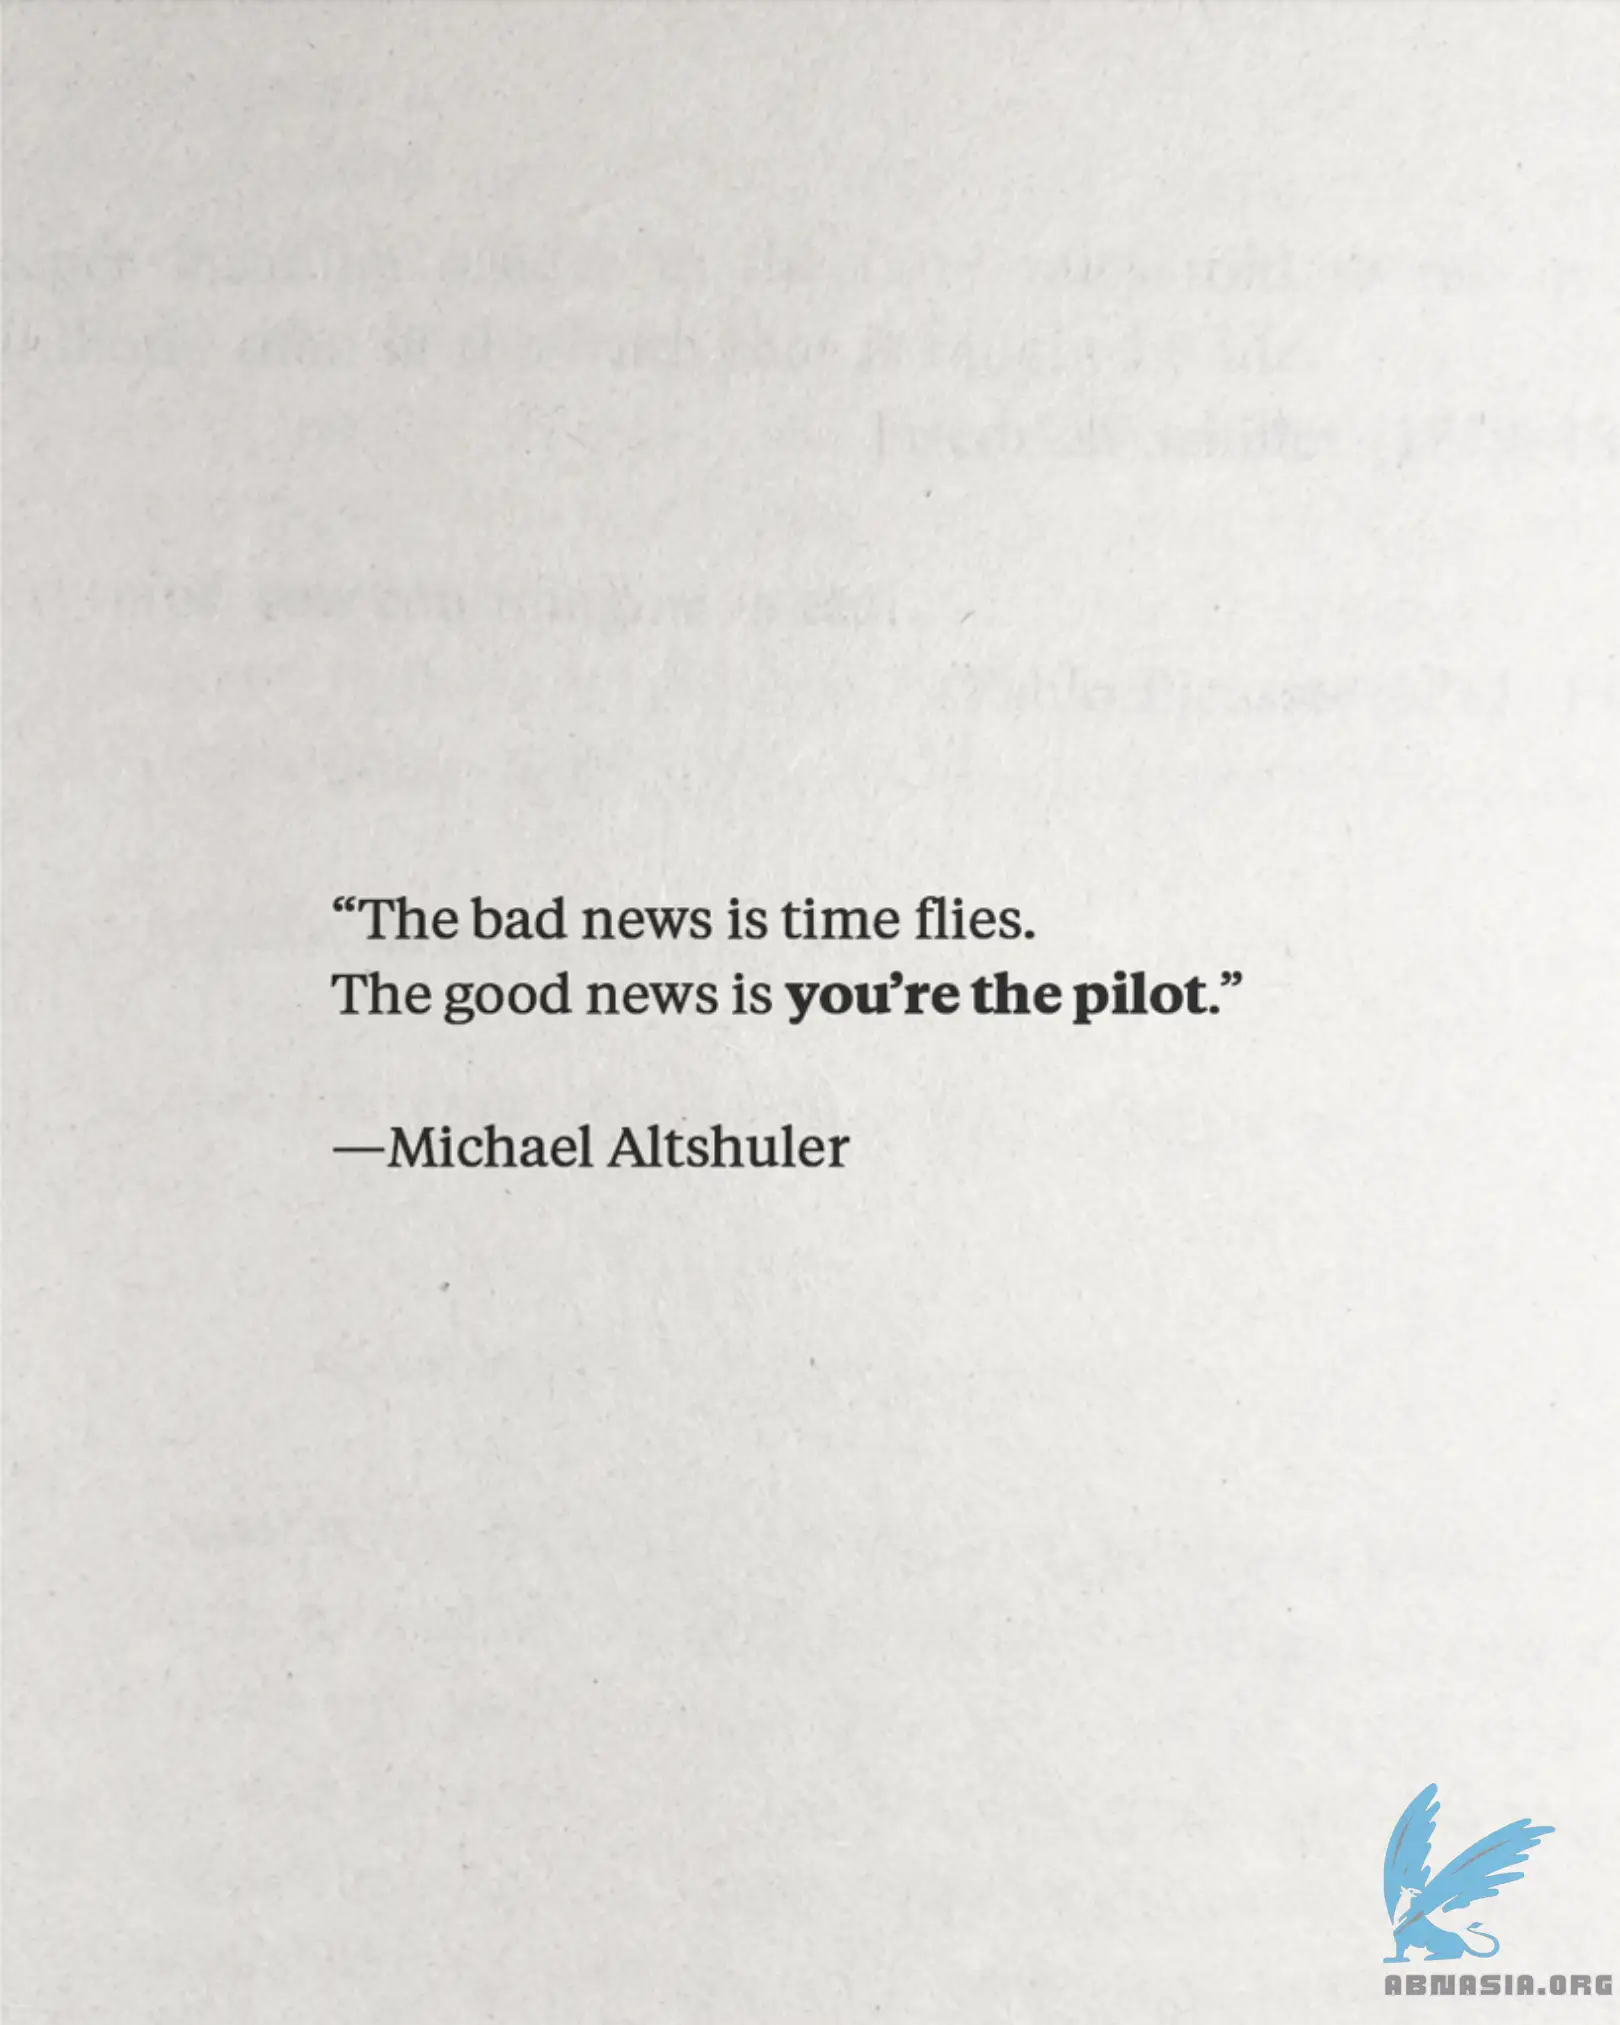 “The bad news is time flies.
The good news is you’re the pilot.”
—Michael Altshuler
ABNASIA.ORG